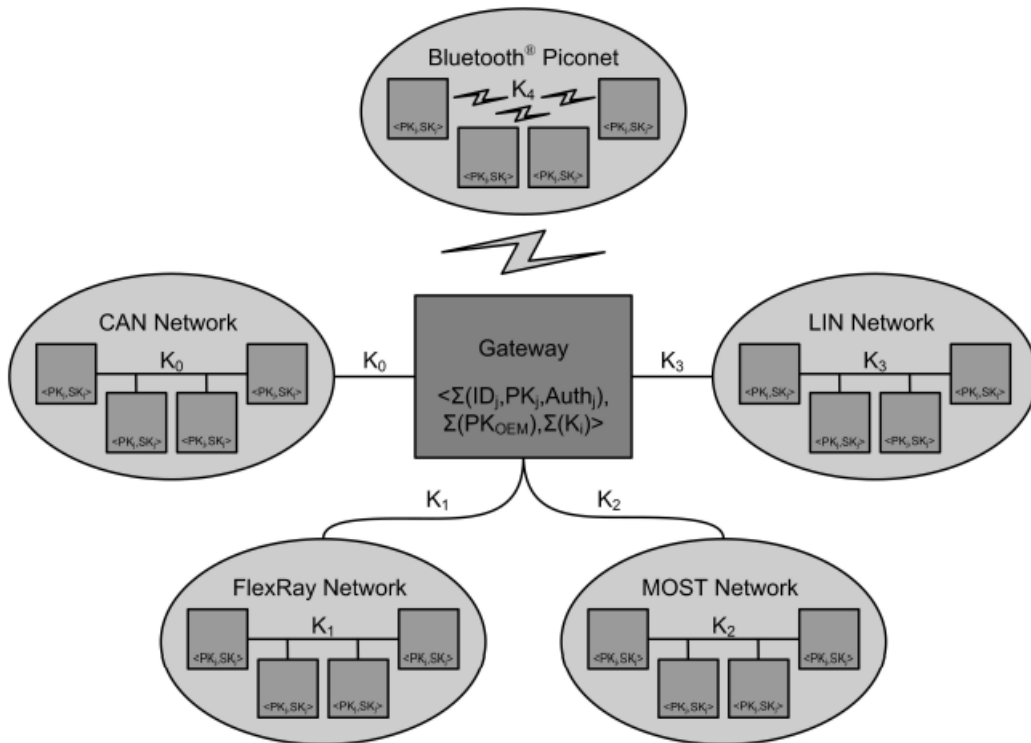 Bluetooth® Piconet
K₄
<PKⱼ,SKⱼ>
<PKⱼ,SKⱼ>
<PKⱼ,SKⱼ>
<PKⱼ,SKⱼ>
CAN Network
K₀
<PKⱼ,SKⱼ>
<PKⱼ,SKⱼ>
<PKⱼ,SKⱼ>
<PKⱼ,SKⱼ>
K₀
Gateway
<Σ(IDⱼ,PKⱼ,Authⱼ),
Σ(PK_OEM),Σ(Kᵢ)>
K₃
LIN Network
K₃
<PKⱼ,SKⱼ>
<PKⱼ,SKⱼ>
<PKⱼ,SKⱼ>
<PKⱼ,SKⱼ>
K₁
K₂
FlexRay Network
K₁
<PKⱼ,SKⱼ>
<PKⱼ,SKⱼ>
<PKⱼ,SKⱼ>
<PKⱼ,SKⱼ>
MOST Network
K₂
<PKⱼ,SKⱼ>
<PKⱼ,SKⱼ>
<PKⱼ,SKⱼ>
<PKⱼ,SKⱼ>